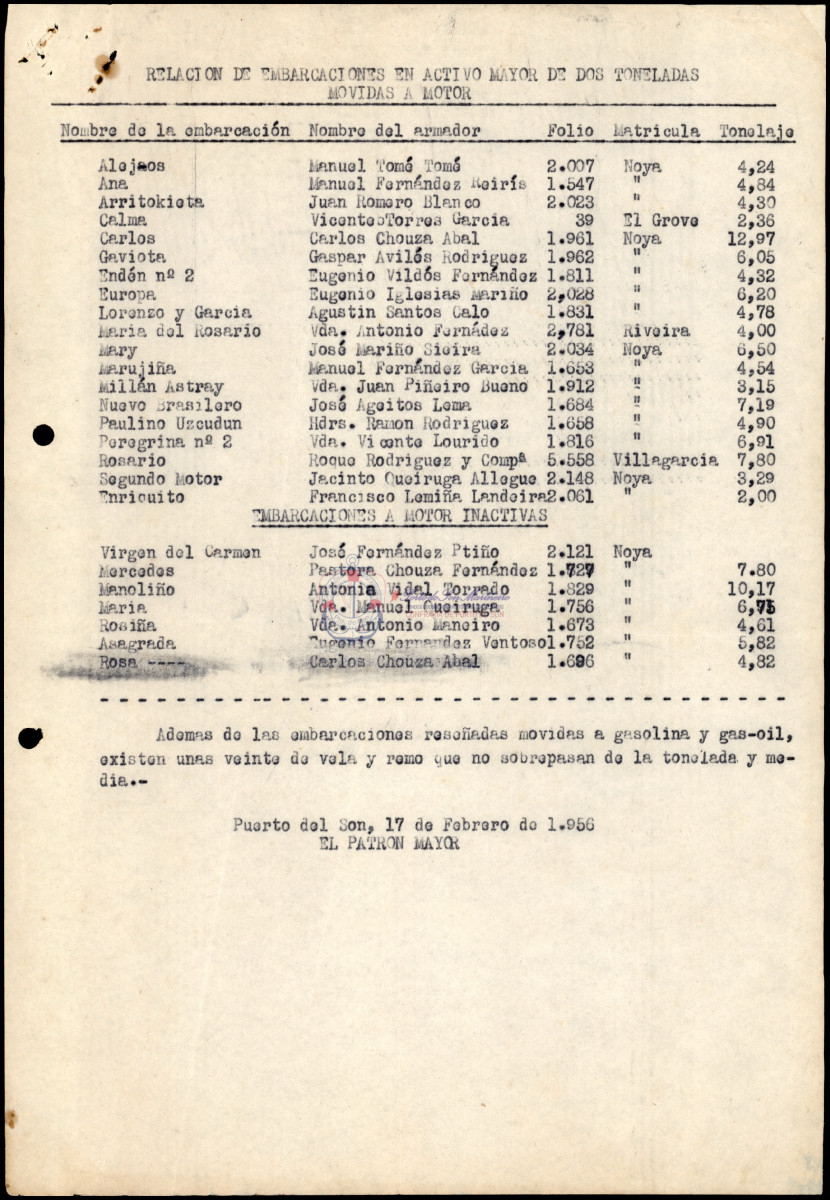 RELACION DE EMBARCACIONES EN ACTIVO MAYOR DE DOS TONELADAS
MOVIDAS A MOTOR
Nombre de la embarcación Nombre del armador Folio Matricula Tonelaje
Alejaos Manuel Tomé Tomé 2.007 Noya 4,24
Ana Manuel Fernández Reirís 1.547 " 4,84
Arritokieta Juan Romero Blanco 2.023 " 4,30
Calma Vicente Torres Garcia 39 El Grove 2,36
Carlos Carlos Chouza Abal 1.961 Noya 12,97
Gaviota Gaspar Avilés Rodriguez 1.962 " 6,05
Endén nº 2 Eugenio Vildós Fernández 1.811 " 4,32
Europa Eugenio Iglesias Mariño 2,028 " 6,20
Lorenzo y Garcia Agustin Santos Calo 1.831 " 4,78
Maria del Rosario Vda. Antonio Fernádez 2,781 Riveira 4,00
Mary José Mariño Sieira 2.034 Noya 6,50
Marujiña Manuel Fernández Garcia 1.653 " 4,54
Millán Astray Vda. Juan Piñeiro Bueno 1.912 " 3,15
Nuevo Brasilero José Ageitos Lema 1.684 " 7,19
Paulino Uzcudun Hdrs. Ramon Rodriguez 1.658 " 4,90
Peregrina nº 2 Vda. Vicente Lourido 1.816 " 6,91
Rosario Roque Rodriguez y Compª 5.558 Villagarcia 7,80
Segundo Motor Jacinto Queiruga Allegue 2.148 Noya 3,29
Enriquito Francisco Lemiña Landeira 2.061 " 2,00
EMBARCACIONES A MOTOR INACTIVAS
Virgen del Carmen José Fernández Ptiño 2.121 Noya
Mercedes Pastora Chouza Fernández 1.727 " 7.80
Manoliño Antonia Vidal Torrado 1.829 " 10,17
Maria Vda. Manuel Queiruga 1.756 " 6,
Rosiña Vda. Antonio Maneiro 1.673 " 4,61
Asagrada Eugenio Fernandez Ventoso 1.752 " 5,82
Rosa ---- Carlos Chouza Abal 1.696 " 4,82
- - - - - - - - - - - - - - - - - - - - - - - - - - - - - - - - - - - -
Ademas de las embarcaciones reseñadas movidas a gasolina y gas-oil,
existen unas veinte de vela y remo que no sobrepasan de la tonelada y me-
dia.-
Puerto del Son, 17 de Febrero de 1.956
EL PATRON MAYOR